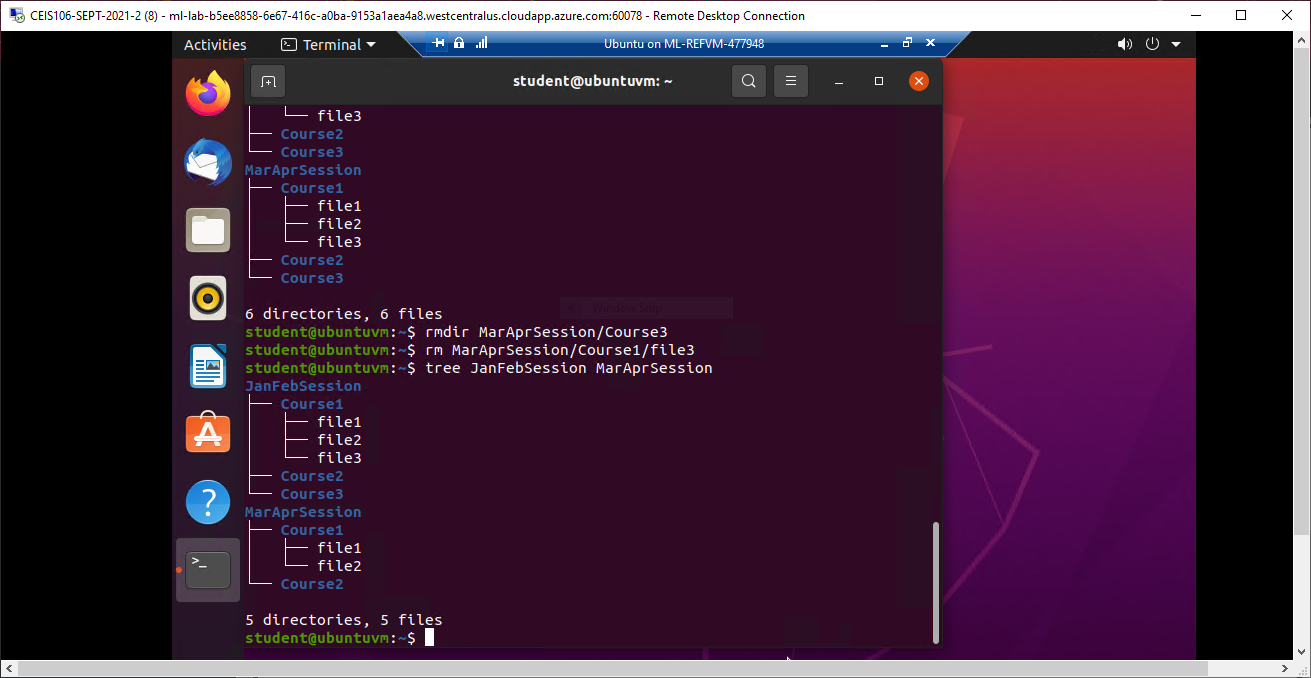 CEIS106-SEPT-2021-2 (8) - ml-lab-b5ee8858-6e67-416c-a0ba-9153a1aea4a8.westcentralus.cloudapp.azure.com:60078 - Remote Desktop Connection
Activities Terminal Ubuntu on ML-REFVM-477948
student@ubuntuvm: ~
└── file3
├── Course2
└── Course3
MarAprSession
├── Course1
│   ├── file1
│   ├── file2
│   └── file3
├── Course2
└── Course3
Window Snip
6 directories, 6 files
student@ubuntuvm:~$ rmdir MarAprSession/Course3
student@ubuntuvm:~$ rm MarAprSession/Course1/file3
student@ubuntuvm:~$ tree JanFebSession MarAprSession
JanFebSession
├── Course1
│   ├── file1
│   ├── file2
│   └── file3
├── Course2
└── Course3
MarAprSession
├── Course1
│   ├── file1
│   └── file2
└── Course2
5 directories, 5 files
student@ubuntuvm:~$